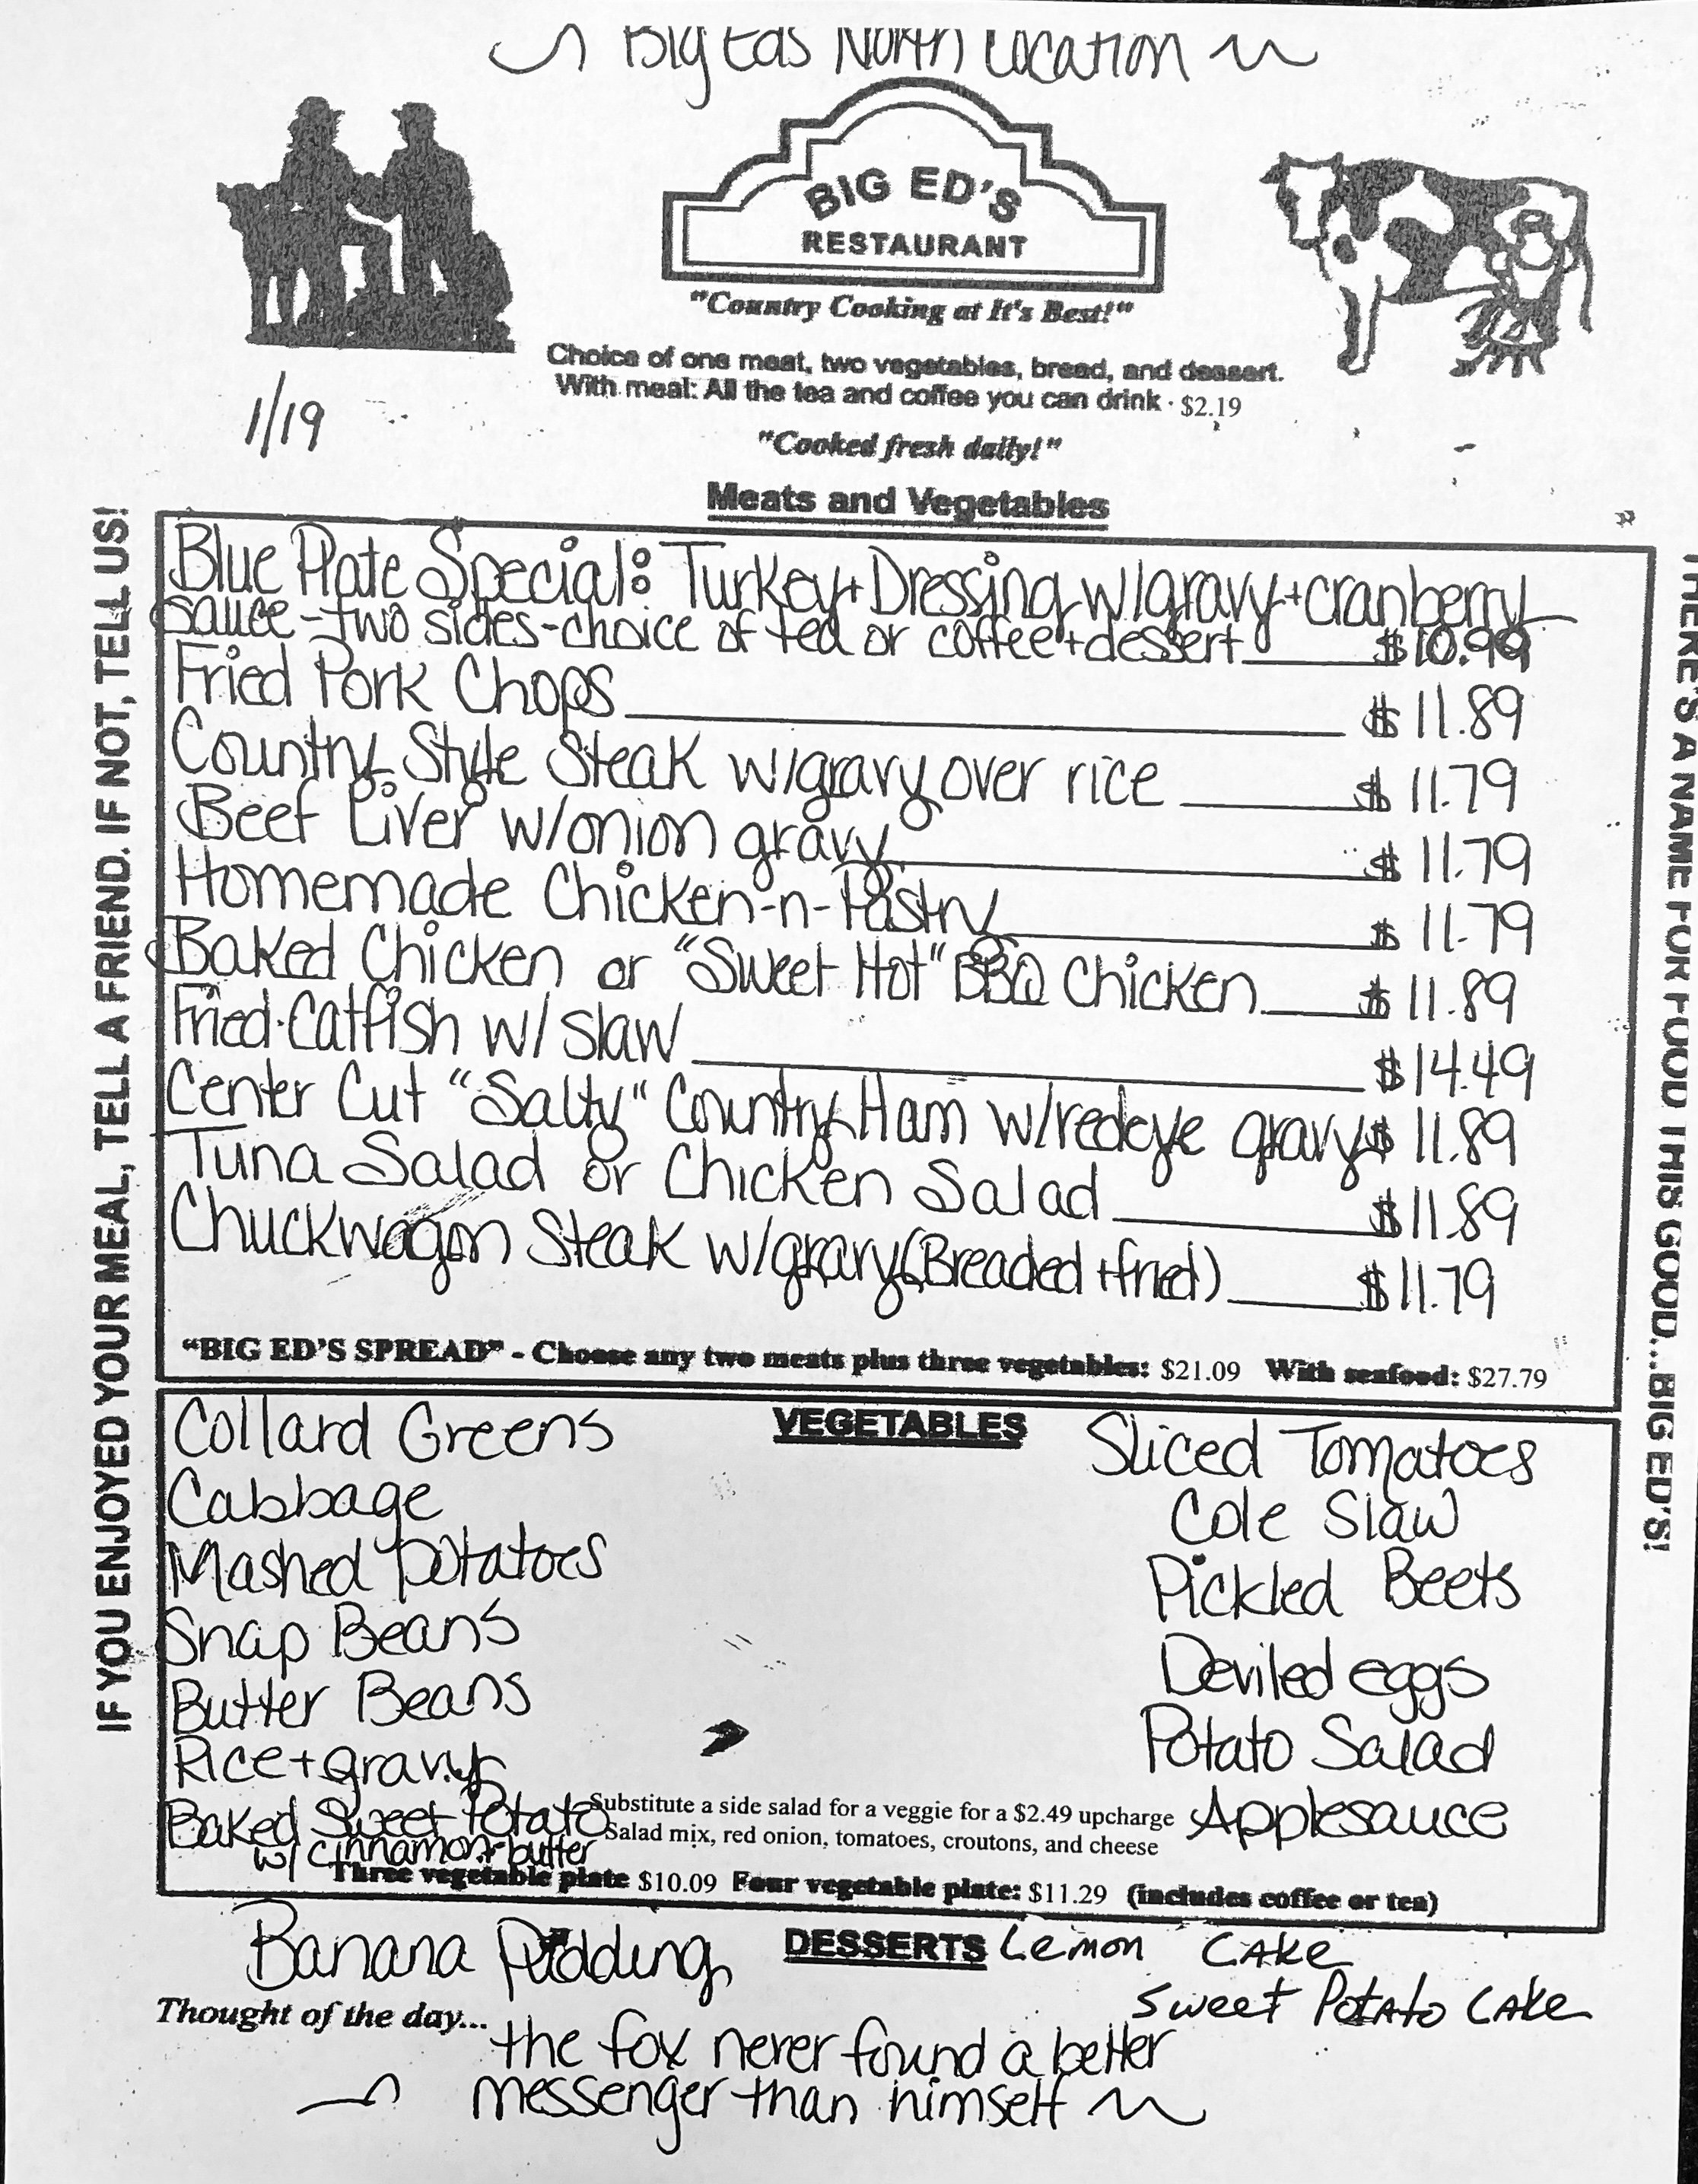 Big Eds North Location
BIG ED'S
RESTAURANT
"Country Cooking at It's Best!"
Choice of one meat, two vegetables, bread, and dessert.
With meal: All the tea and coffee you can drink · $2.19
1/19
"Cooked fresh daily!"
Meats and Vegetables
Blue Plate Special: Turkey + Dressing w/gravy + cranberry
sauce - two sides - choice of tea or coffee + dessert $10.99
Fried Pork Chops $11.89
Country Style Steak w/gravy over rice $11.79
Beef Liver w/onion gravy $11.79
Homemade Chicken-n-Pastry $11.79
Baked Chicken or "Sweet Hot" BBQ Chicken $11.89
Fried Catfish w/ slaw $14.49
Center Cut "Salty" Country Ham w/redeye gravy $11.89
Tuna Salad or Chicken Salad $11.89
Chuckwagon Steak w/gravy (Breaded + fried) $11.79
"BIG ED'S SPREAD" - Choose any two meats plus three vegetables: $21.09 With seafood: $27.79
VEGETABLES
Collard Greens
Cabbage
Mashed Potatoes
Snap Beans
Butter Beans
Rice + gravy
Baked Sweet Potato
w/ cinnamon + butter
Sliced Tomatoes
Cole Slaw
Pickled Beets
Deviled eggs
Potato Salad
Applesauce
Substitute a side salad for a veggie for a $2.49 upcharge
Salad mix, red onion, tomatoes, croutons, and cheese
Three vegetable plate $10.09 Four vegetable plate: $11.29 (includes coffee or tea)
DESSERTS
Banana Pudding
Lemon Cake
Sweet Potato Cake
Thought of the day...
the fox never found a better
messenger than himself
IF YOU ENJOYED YOUR MEAL, TELL A FRIEND. IF NOT, TELL US!
THERE'S A NAME FOR FOOD THIS GOOD....BIG ED'S!